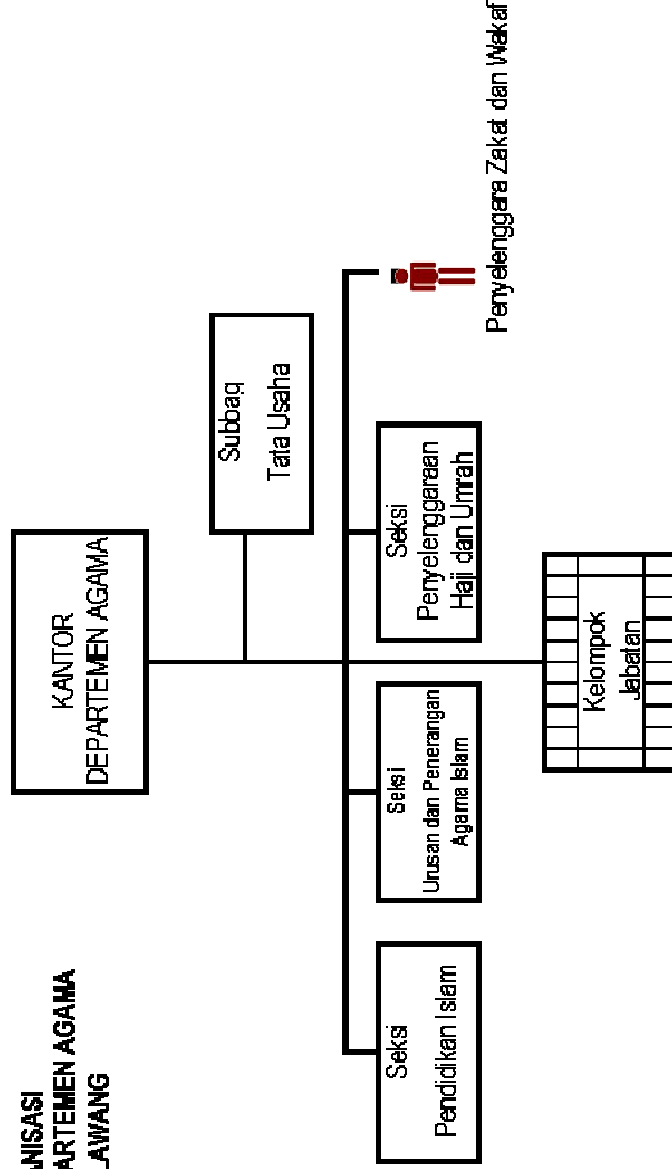 NISASI
ARTEMEN AGAMA
LAWANG
KANTOR
DEPARTEMEN AGAMA
Subbag
Tata Usaha
Seksi
Pendidikan Islam
Seksi
Urusan dan Penerangan
Agama Islam
Seksi
Penyelenggaraan
Haji dan Umrah
Penyelenggara Zakat dan Wakaf
Kelompok
Jabatan